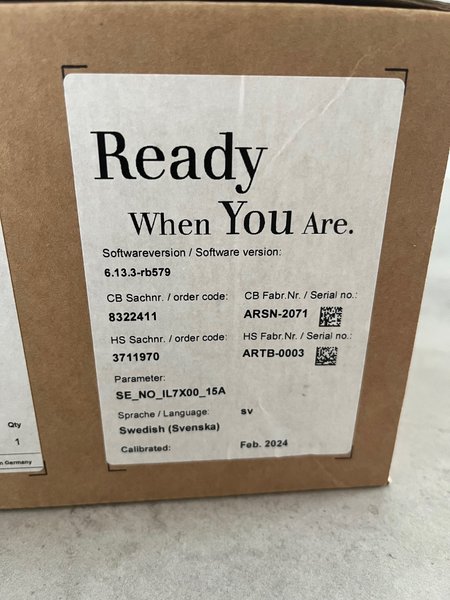 Ready
When You Are.
Softwareversion / Software version:
6.13.3-rb579
CB Sachnr. / order code: CB Fabr.Nr. / Serial no.:
8322411 ARSN-2071
HS Sachnr. / order code: HS Fabr.Nr. / Serial no.:
3711970 ARTB-0003
Parameter:
SE_NO_IL7X00_15A
Sprache / Language: sv
Swedish (Svenska)
Calibrated: Feb. 2024
Qty
1
Germany